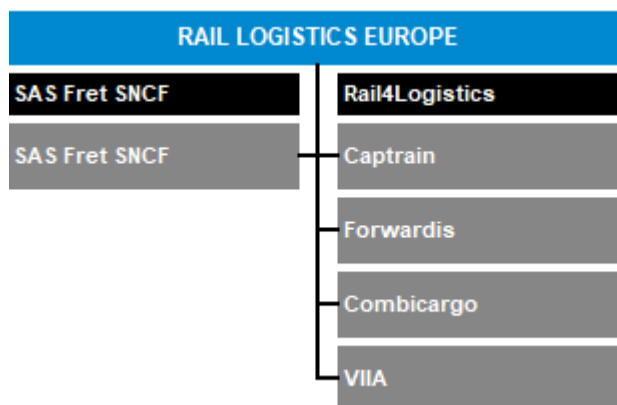 RAIL LOGISTICS EUROPE
SAS Fret SNCF
Rail4Logistics
SAS Fret SNCF
Captrain
Forwardis
Combicargo
VIIA